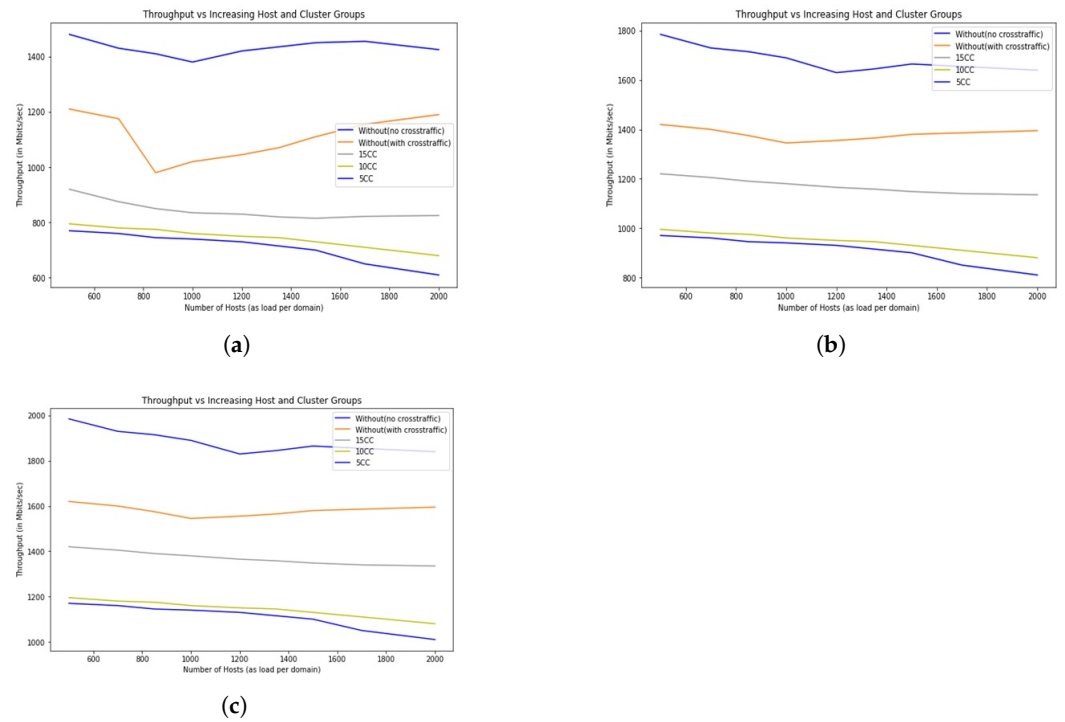 Throughput vs Increasing Host and Cluster Groups
1400
1200
1000
800
600
Throughput (in Mbits/sec)
Without(no crosstraffic)
Without(with crosstraffic)
15CC
10CC
5CC
600 800 1000 1200 1400 1600 1800 2000
Number of Hosts (as load per domain)
(a)
Throughput vs Increasing Host and Cluster Groups
1800
1600
1400
1200
1000
800
Throughput (in Mbits/sec)
Without(no crosstraffic)
Without(with crosstraffic)
15CC
10CC
5CC
600 800 1000 1200 1400 1600 1800 2000
Number of Hosts (as load per domain)
(b)
Throughput vs Increasing Host and Cluster Groups
2000
1800
1600
1400
1200
1000
Throughput (in Mbits/sec)
Without(no crosstraffic)
Without(with crosstraffic)
15CC
10CC
5CC
600 800 1000 1200 1400 1600 1800 2000
Number of Hosts (as load per domain)
(c)